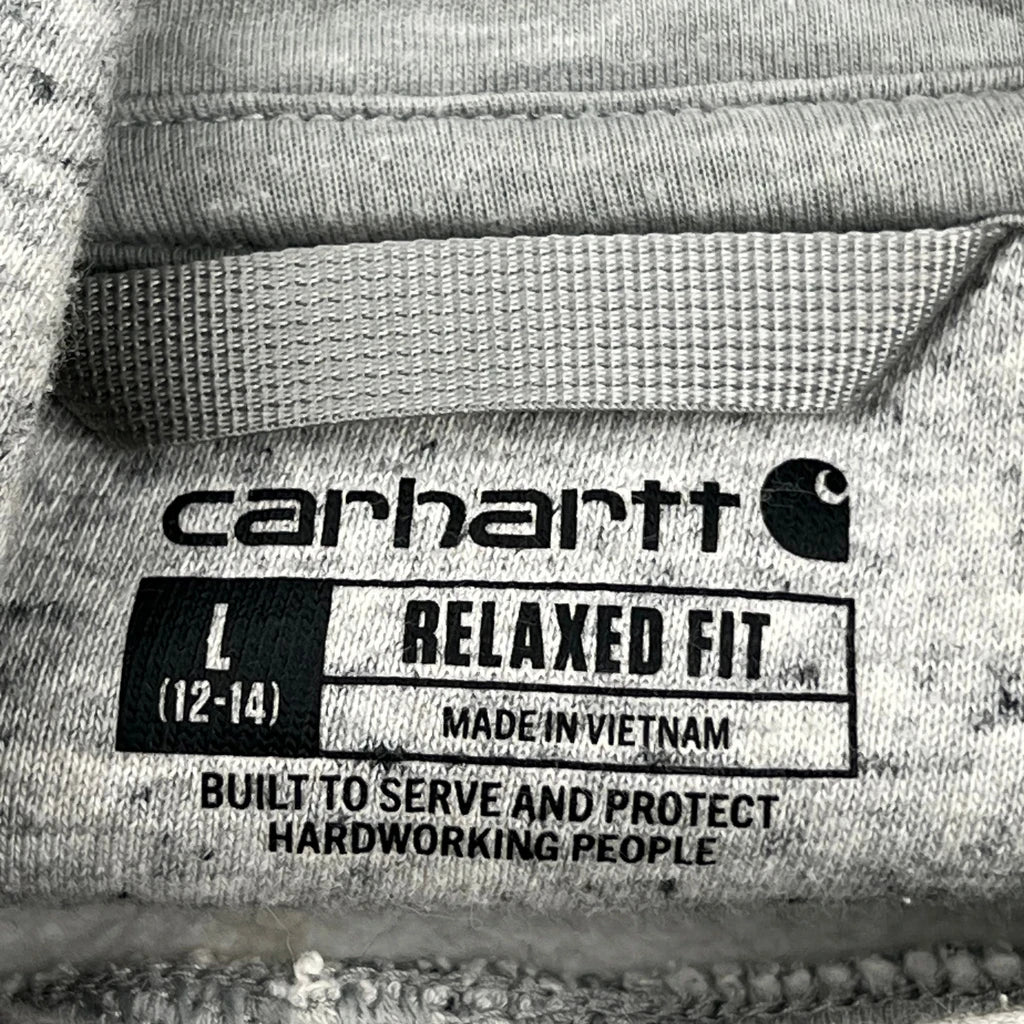 carhartt
L
(12-14)
RELAXED FIT
MADE IN VIETNAM
BUILT TO SERVE AND PROTECT
HARDWORKING PEOPLE